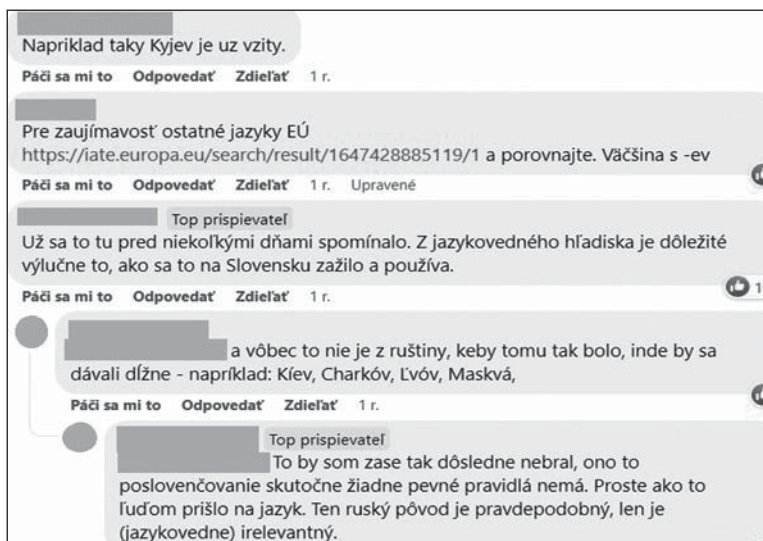 Napriklad taky Kyjev je uz vzity.
Páči sa mi to Odpovedať Zdieľať 1 r.
Pre zaujímavosť ostatné jazyky EÚ
https://iate.europa.eu/search/result/1647428885119/1 a porovnajte. Väčšina s -ev
Páči sa mi to Odpovedať Zdieľať 1 r. Upravené
Top prispievateľ
Už sa to tu pred niekoľkými dňami spomínalo. Z jazykovedného hľadiska je dôležité
výlučne to, ako sa to na Slovensku zažilo a používa.
Páči sa mi to Odpovedať Zdieľať 1 r.
a vôbec to nie je z ruštiny, keby tomu tak bolo, inde by sa
dávali dĺžne - napríklad: Kíev, Charkóv, Ľvóv, Maskvá,
Páči sa mi to Odpovedať Zdieľať 1 r.
Top prispievateľ
To by som zase tak dôsledne nebral, ono to
poslovenčovanie skutočne žiadne pevné pravidlá nemá. Proste ako to
ľuďom prišlo na jazyk. Ten ruský pôvod je pravdepodobný, len je
(jazykovedne) irelevantný.